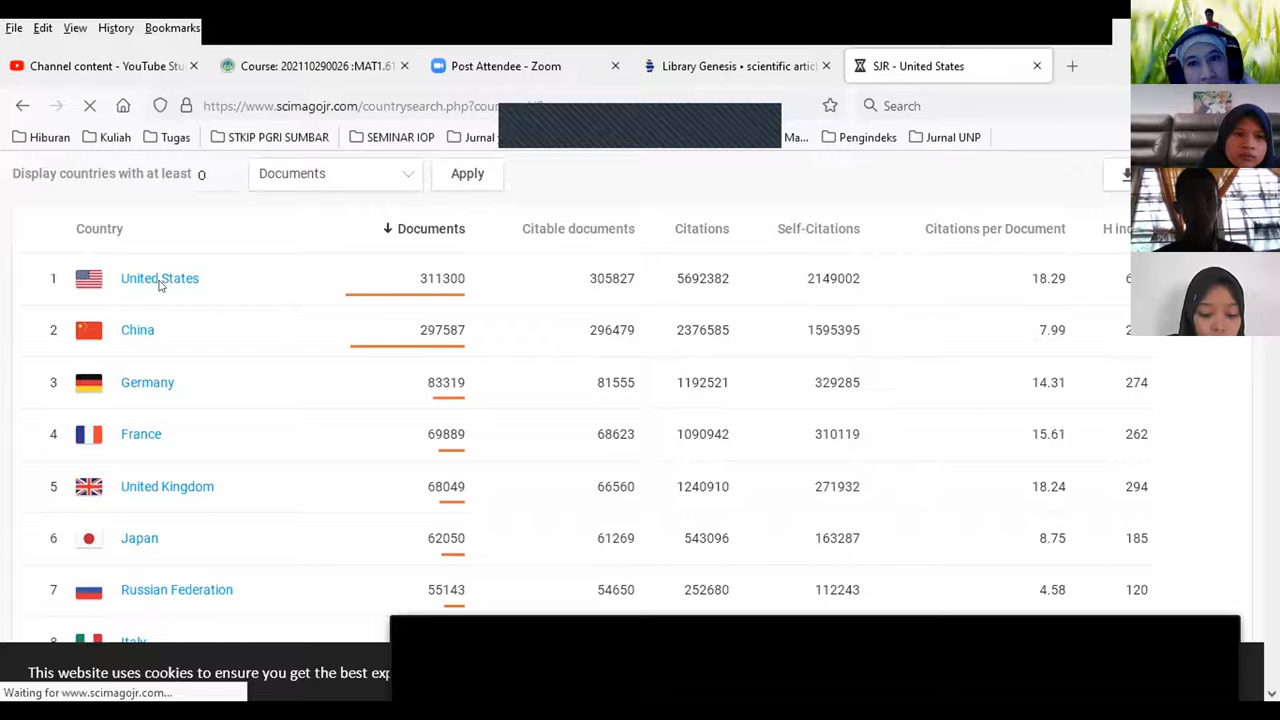 File Edit View History Bookmarks
Channel content - YouTube Stu
Course: 202110290026 :MAT1.61
Post Attendee - Zoom
Library Genesis • scientific articl
SJR - United States
https://www.scimagojr.com/countrysearch.php?cou
Search
Hiburan Kuliah Tugas STKIP PGRI SUMBAR SEMINAR IOP Jurnal Ma... Pengindeks Jurnal UNP
Display countries with at least 0 Documents Apply
Country Documents Citable documents Citations Self-Citations Citations per Document H in
1 United States 311300 305827 5692382 2149002 18.29
2 China 297587 296479 2376585 1595395 7.99
3 Germany 83319 81555 1192521 329285 14.31 274
4 France 69889 68623 1090942 310119 15.61 262
5 United Kingdom 68049 66560 1240910 271932 18.24 294
6 Japan 62050 61269 543096 163287 8.75 185
7 Russian Federation 55143 54650 252680 112243 4.58 120
8 Italy
This website uses cookies to ensure you get the best exp
Waiting for www.scimagojr.com...